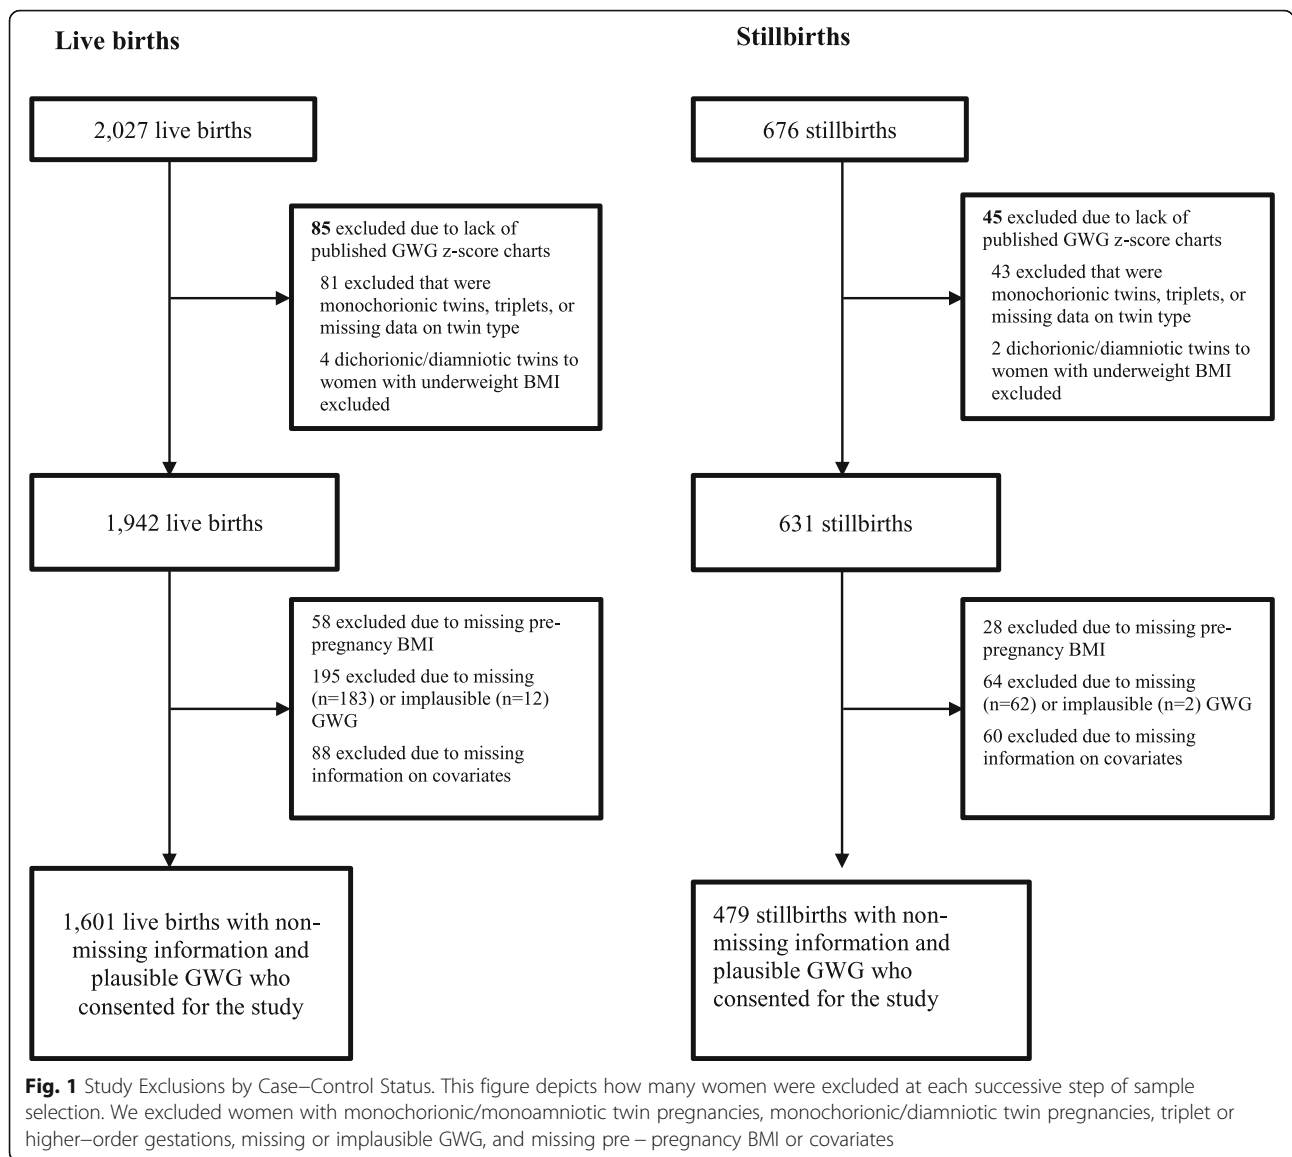 Live births
2,027 live births
85 excluded due to lack of
published GWG z-score charts
81 excluded that were
monochorionic twins, triplets, or
missing data on twin type
4 dichorionic/diamniotic twins to
women with underweight BMI
excluded
1,942 live births
58 excluded due to missing pre-
pregnancy BMI
195 excluded due to missing
(n=183) or implausible (n=12)
GWG
88 excluded due to missing
information on covariates
1,601 live births with non-
missing information and
plausible GWG who
consented for the study
Stillbirths
676 stillbirths
45 excluded due to lack of
published GWG z-score charts
43 excluded that were
monochorionic twins, triplets, or
missing data on twin type
2 dichorionic/diamniotic twins to
women with underweight BMI
excluded
631 stillbirths
28 excluded due to missing pre-
pregnancy BMI
64 excluded due to missing
(n=62) or implausible (n=2) GWG
60 excluded due to missing
information on covariates
479 stillbirths with non-
missing information and
plausible GWG who
consented for the study
Fig. 1 Study Exclusions by Case–Control Status. This figure depicts how many women were excluded at each successive step of sample
selection. We excluded women with monochorionic/monoamniotic twin pregnancies, monochorionic/diamniotic twin pregnancies, triplet or
higher–order gestations, missing or implausible GWG, and missing pre – pregnancy BMI or covariates